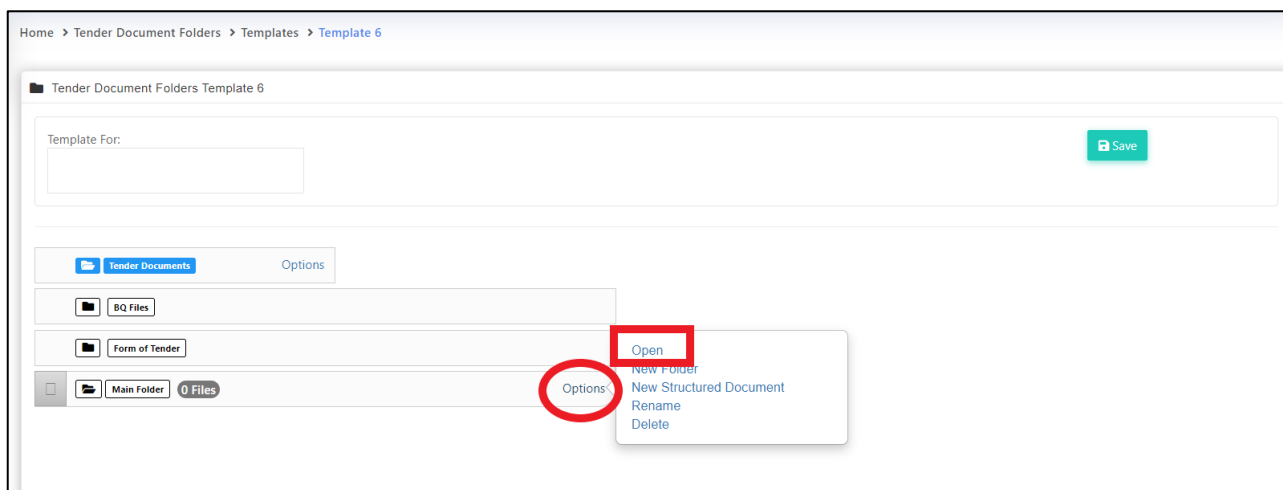 Home > Tender Document Folders > Templates > Template 6
Tender Document Folders Template 6
Template For:
Save
Tender Documents Options
BQ Files
Form of Tender
Main Folder 0 Files Options
Open
New Folder
New Structured Document
Rename
Delete